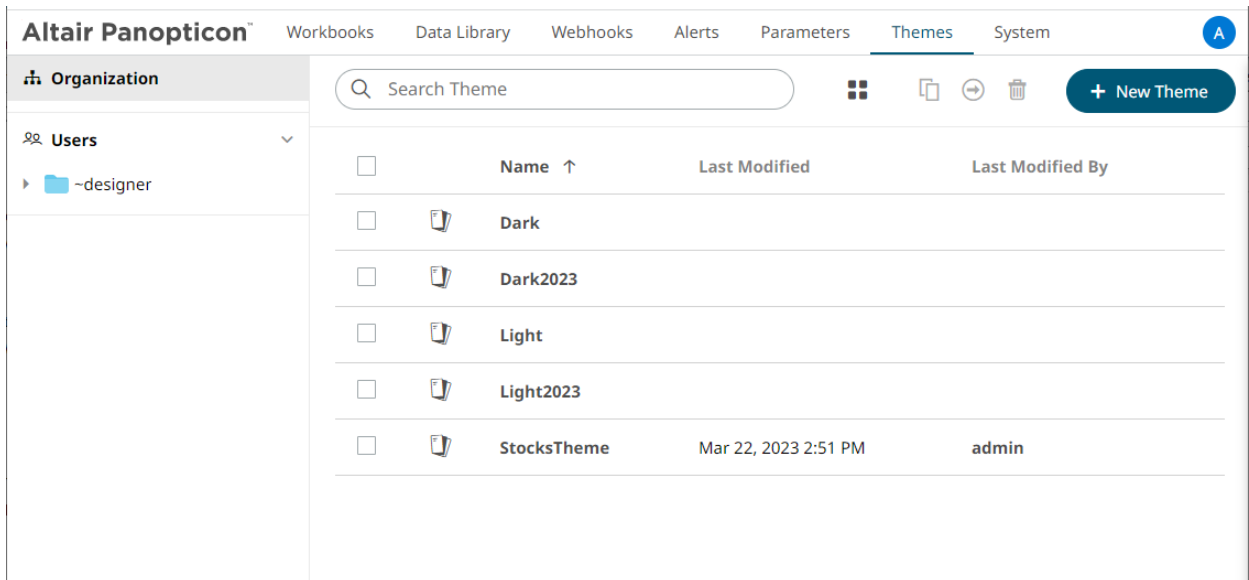 Altair Panopticon™ Workbooks Data Library Webhooks Alerts Parameters Themes System A
Organization
Search Theme
+ New Theme
Users
~designer
Name ↑ Last Modified Last Modified By
Dark
Dark2023
Light
Light2023
StocksTheme Mar 22, 2023 2:51 PM admin